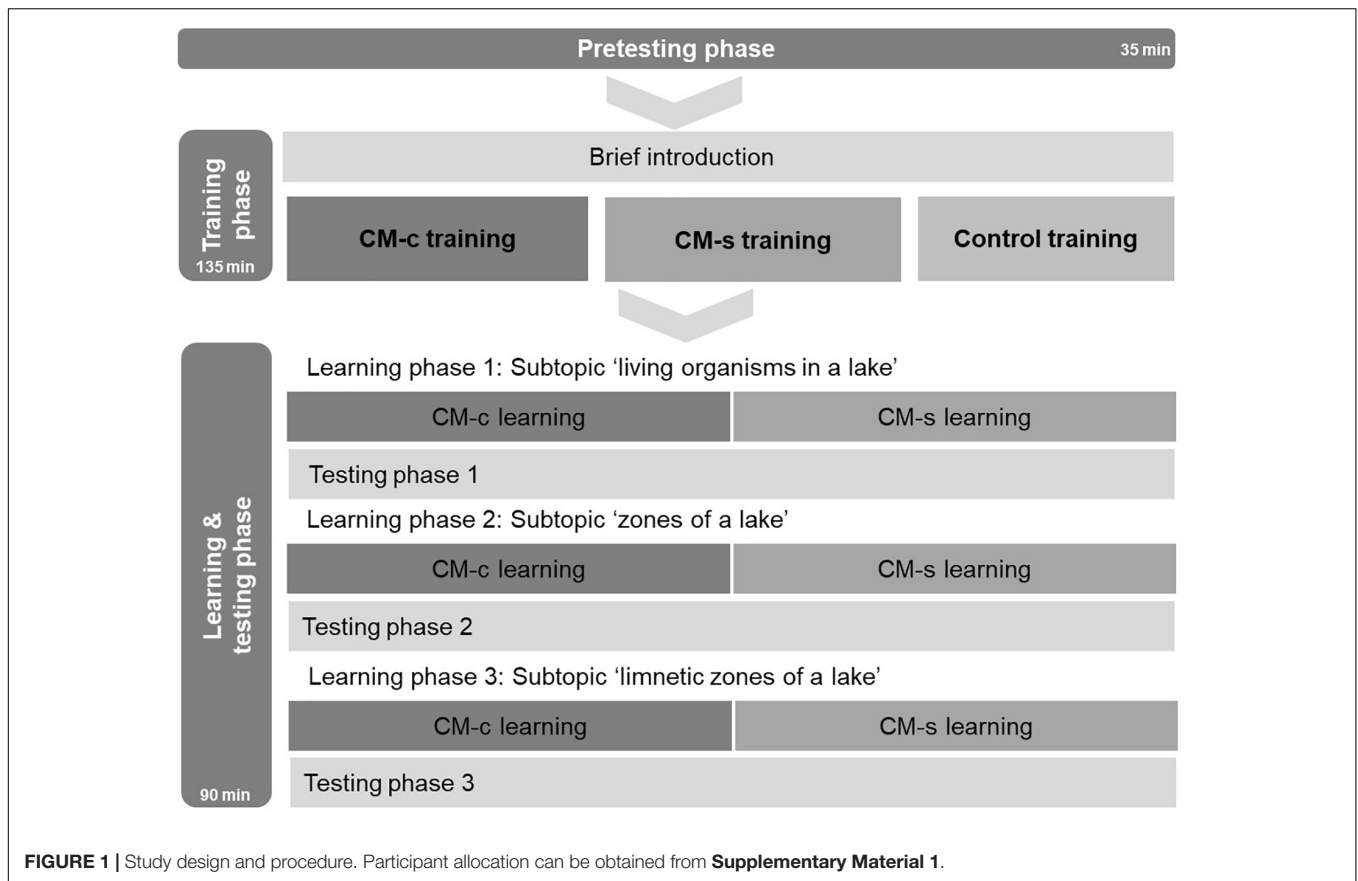 Pretesting phase
35 min
Training
phase
135 min
Brief introduction
CM-c training
CM-s training
Control training
Learning &
testing phase
90 min
Learning phase 1: Subtopic ‘living organisms in a lake’
CM-c learning
CM-s learning
Testing phase 1
Learning phase 2: Subtopic ‘zones of a lake’
CM-c learning
CM-s learning
Testing phase 2
Learning phase 3: Subtopic ‘limnetic zones of a lake’
CM-c learning
CM-s learning
Testing phase 3
FIGURE 1 | Study design and procedure. Participant allocation can be obtained from Supplementary Material 1.